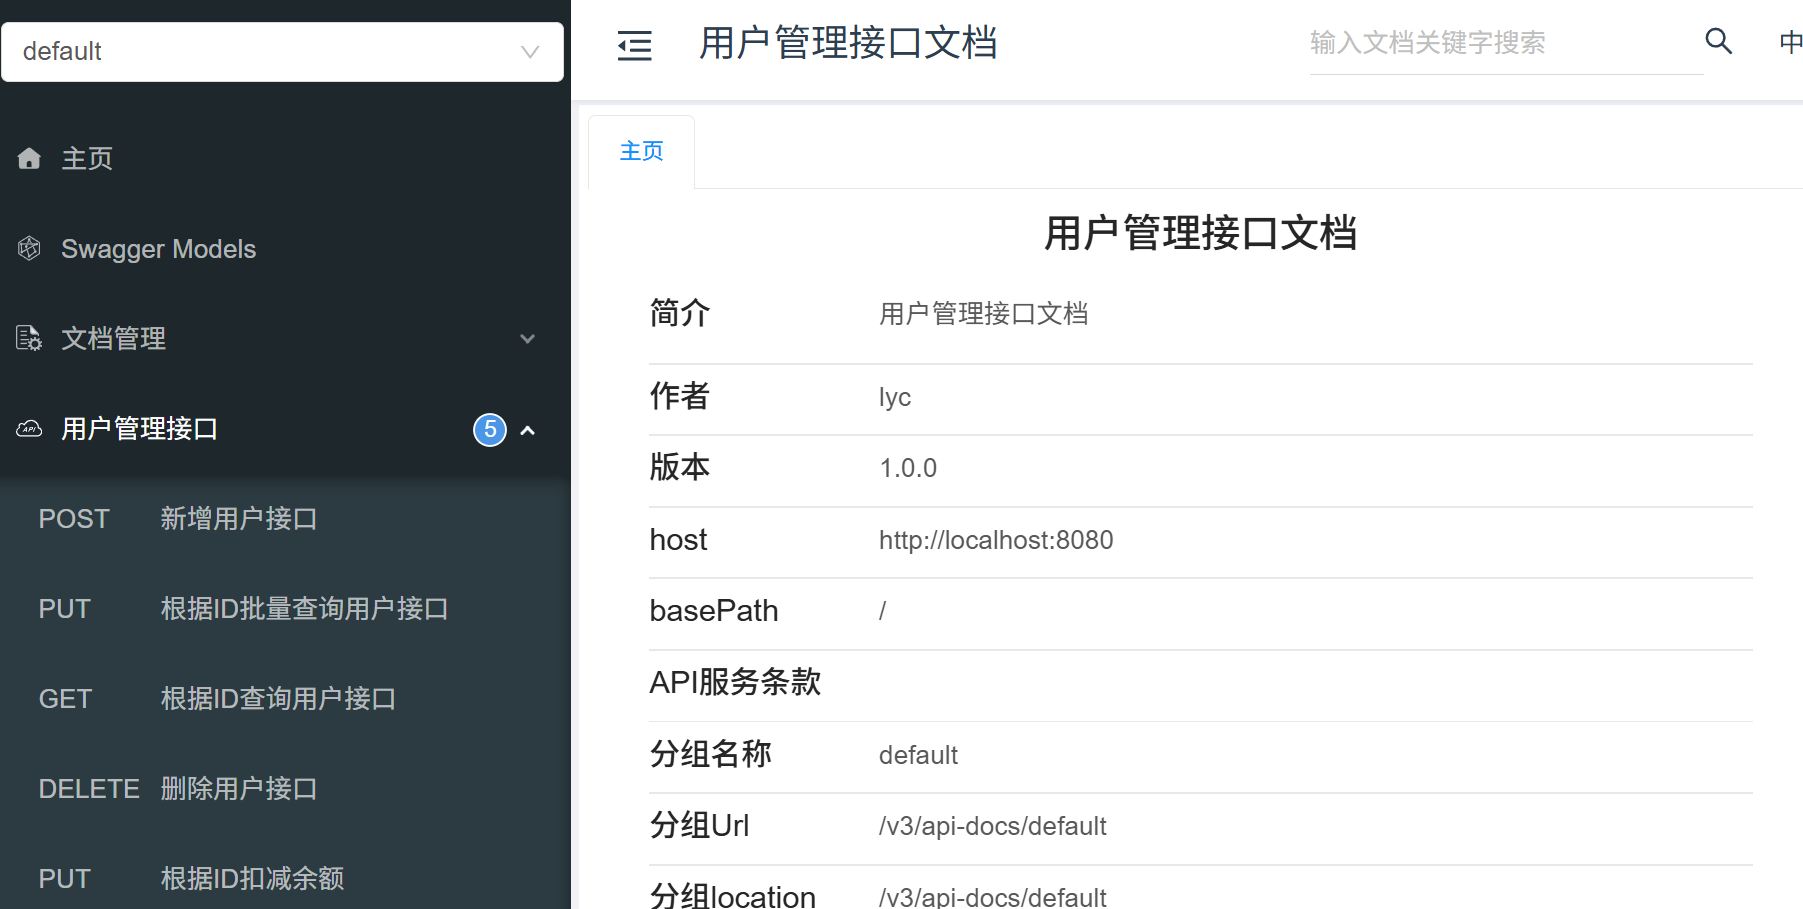 default
主页
Swagger Models
文档管理
用户管理接口 5
POST 新增用户接口
PUT 根据ID批量查询用户接口
GET 根据ID查询用户接口
DELETE 删除用户接口
PUT 根据ID扣减余额
用户管理接口文档
输入文档关键字搜索
中
主页
用户管理接口文档
简介 用户管理接口文档
作者 lyc
版本 1.0.0
host http://localhost:8080
basePath /
API服务条款
分组名称 default
分组Url /v3/api-docs/default
分组location /v3/api-docs/default